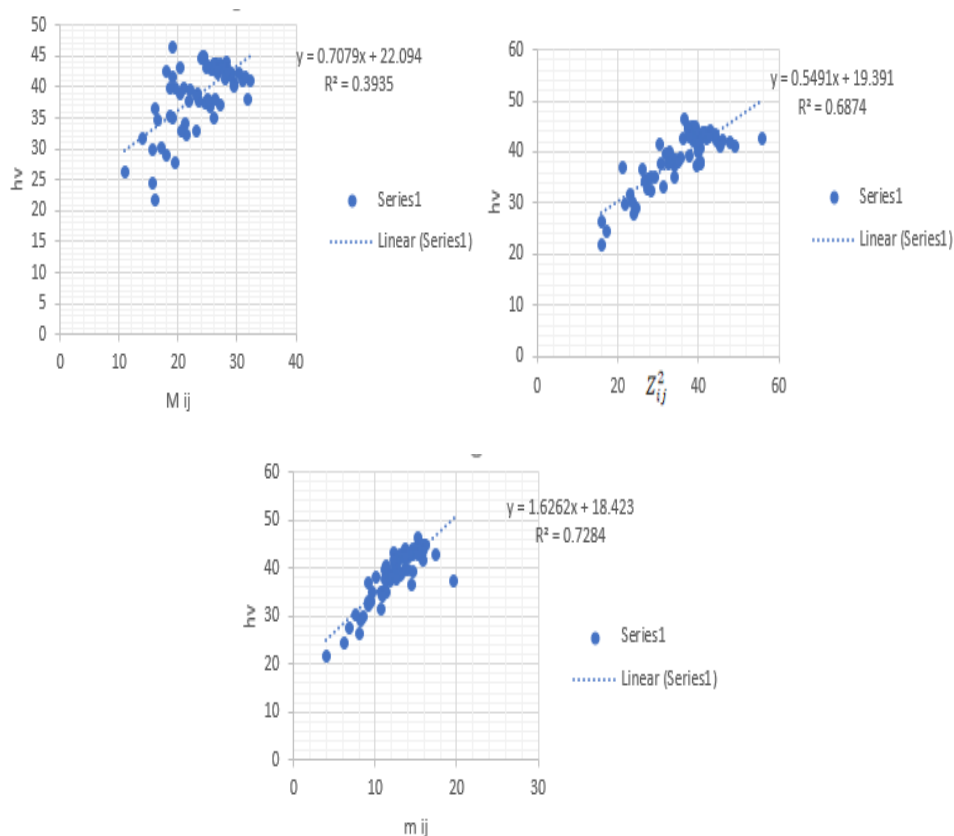 50
45
40
35
30
25
20
15
10
5
0
hv
y = 0.7079x + 22.094
R² = 0.3935
Series1
Linear (Series1)
0 10 20 30 40
M ij
60
50
40
30
20
10
0
hv
y = 0.5491x + 19.391
R² = 0.6874
Series1
Linear (Series1)
0 20 40 60
Z²ij
60
50
40
30
20
10
0
hv
y = 1.6262x + 18.423
R² = 0.7284
Series1
Linear (Series1)
0 10 20 30
m ij